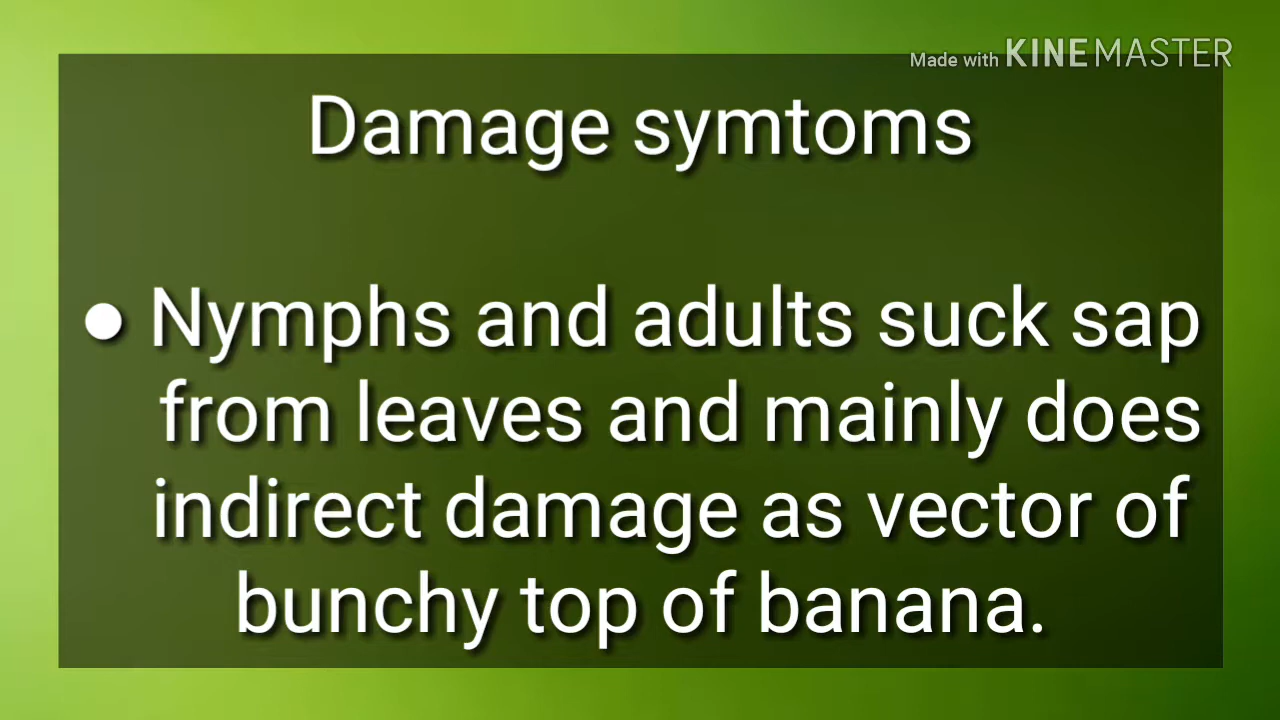 Made with KINEMASTER
Damage symtoms
● Nymphs and adults suck sap
from leaves and mainly does
indirect damage as vector of
bunchy top of banana.